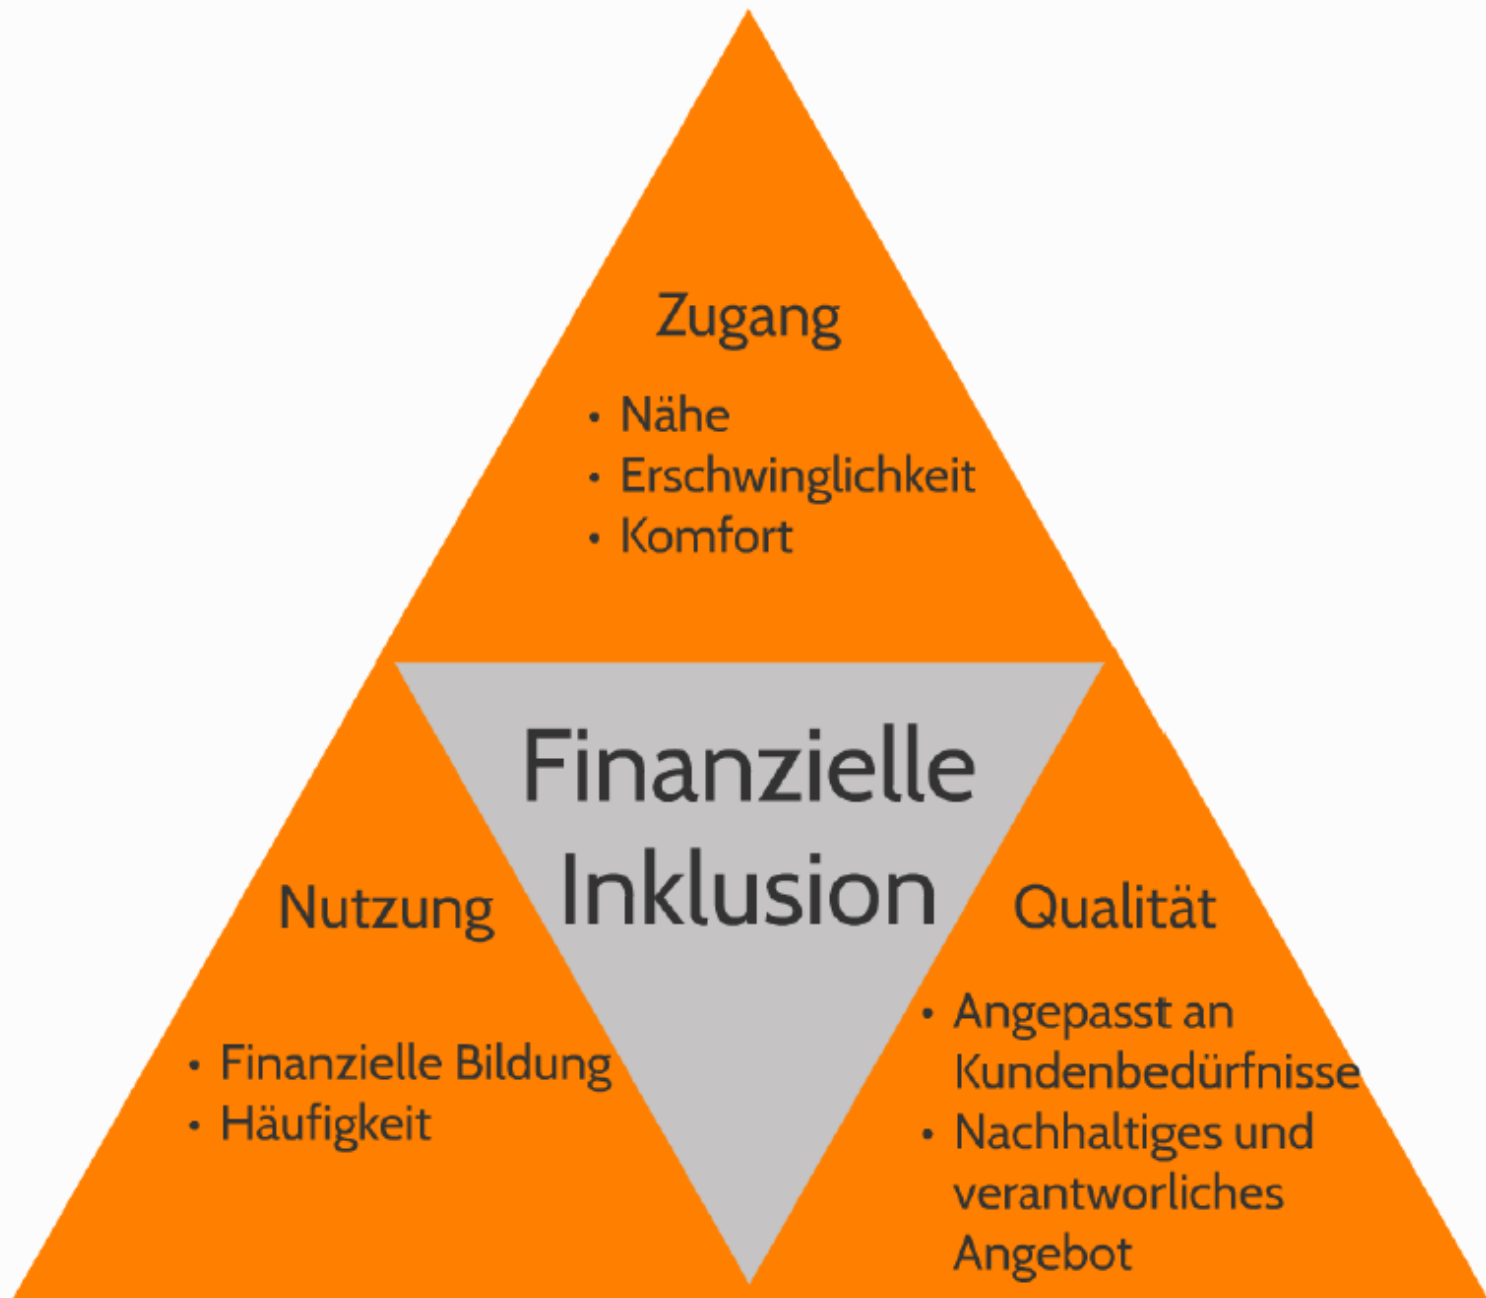 Zugang
• Nähe
• Erschwinglichkeit
• Komfort
Finanzielle
Inklusion
Nutzung
• Finanzielle Bildung
• Häufigkeit
Qualität
• Angepasst an
Kundenbedürfnisse
• Nachhaltiges und
verantworliches
Angebot